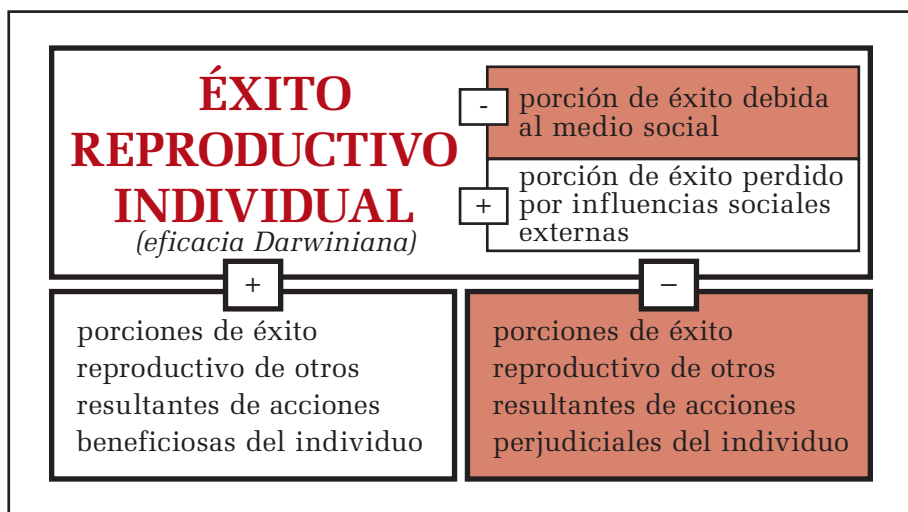 ÉXITO
REPRODUCTIVO
INDIVIDUAL
(eficacia Darwiniana)
-
porción de éxito debida
al medio social
+
porción de éxito perdido
por influencias sociales
externas
+
porciones de éxito
reproductivo de otros
resultantes de acciones
beneficiosas del individuo
–
porciones de éxito
reproductivo de otros
resultantes de acciones
perjudiciales del individuo